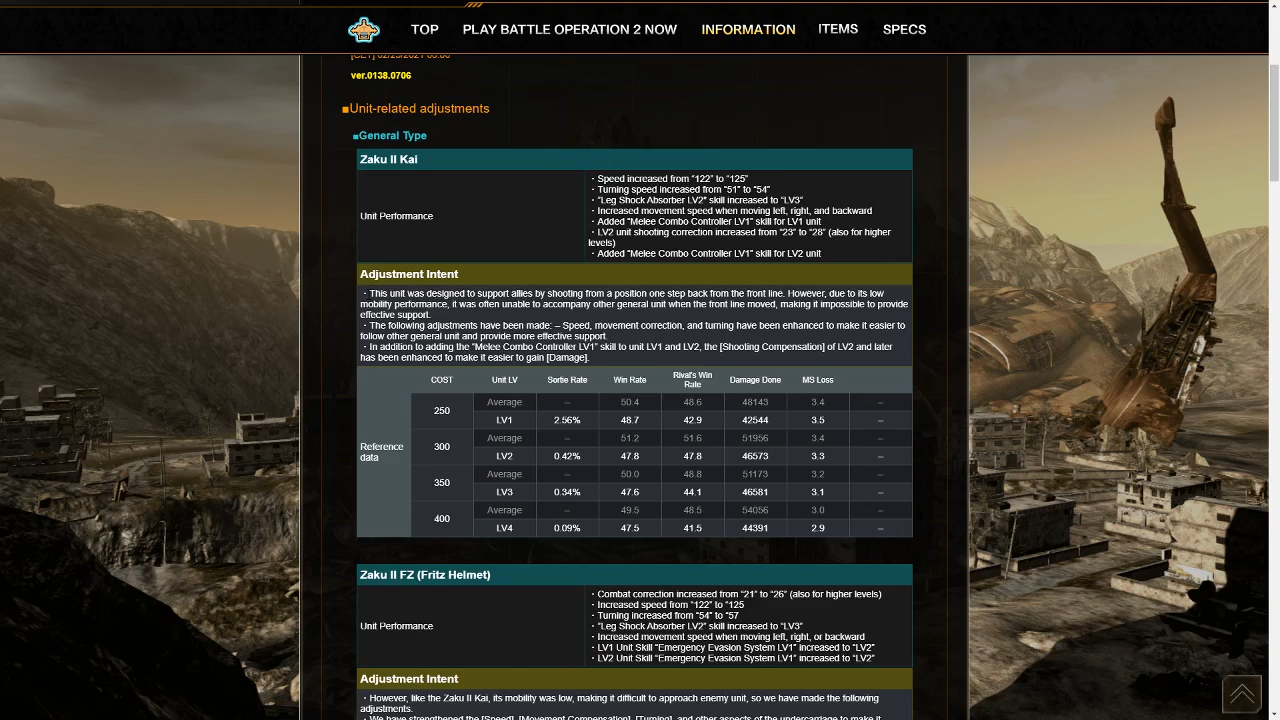 TOP PLAY BATTLE OPERATION 2 NOW INFORMATION ITEMS SPECS
ver.0138.0706
■Unit-related adjustments
■General Type
Zaku II Kai
Unit Performance
・Speed increased from “122” to “125”
・Turning speed increased from “51” to “54”
・“Leg Shock Absorber LV2” skill increased to “LV3”
・Increased movement speed when moving left, right, and backward
・Added “Melee Combo Controller LV1” skill for LV1 unit
・LV2 unit shooting correction increased from “23” to “28” (also for higher
levels)
・Added “Melee Combo Controller LV1” skill for LV2 unit
Adjustment Intent
・This unit was designed to support allies by shooting from a position one step back from the front line. However, due to its low
mobility performance, it was often unable to accompany other general unit when the front line moved, making it impossible to provide
effective support.
・The following adjustments have been made: – Speed, movement correction, and turning have been enhanced to make it easier to
follow other general unit and provide more effective support.
・In addition to adding the “Melee Combo Controller LV1” skill to unit LV1 and LV2, the [Shooting Compensation] of LV2 and later
has been enhanced to make it easier to gain [Damage].
COST Unit LV Sortie Rate Win Rate Rival's Win Rate Damage Done MS Loss
Reference
data
250 Average – 50.4 48.6 48143 3.4 –
LV1 2.56% 48.7 42.9 42544 3.5 –
300 Average – 51.2 51.6 51956 3.4 –
LV2 0.42% 47.8 47.8 46573 3.3 –
350 Average – 50.0 48.8 51173 3.2 –
LV3 0.34% 47.6 44.1 46581 3.1 –
400 Average – 49.5 48.5 54056 3.0 –
LV4 0.09% 47.5 41.5 44391 2.9 –
Zaku II FZ (Fritz Helmet)
Unit Performance
・Combat correction increased from “21” to “26” (also for higher levels)
・Increased speed from “122” to “125
・Turning increased from “54” to “57
・“Leg Shock Absorber LV2” skill increased to “LV3”
・Increased movement speed when moving left, right, or backward
・LV1 Unit Skill “Emergency Evasion System LV1” increased to “LV2”
・LV2 Unit Skill “Emergency Evasion System LV1” increased to “LV2”
Adjustment Intent
・However, like the Zaku II Kai, its mobility was low, making it difficult to approach enemy unit, so we have made the following
adjustments.
・We have strengthened the [Speed], [Movement Compensation], [Turning], and other aspects of the undercarriage to make it